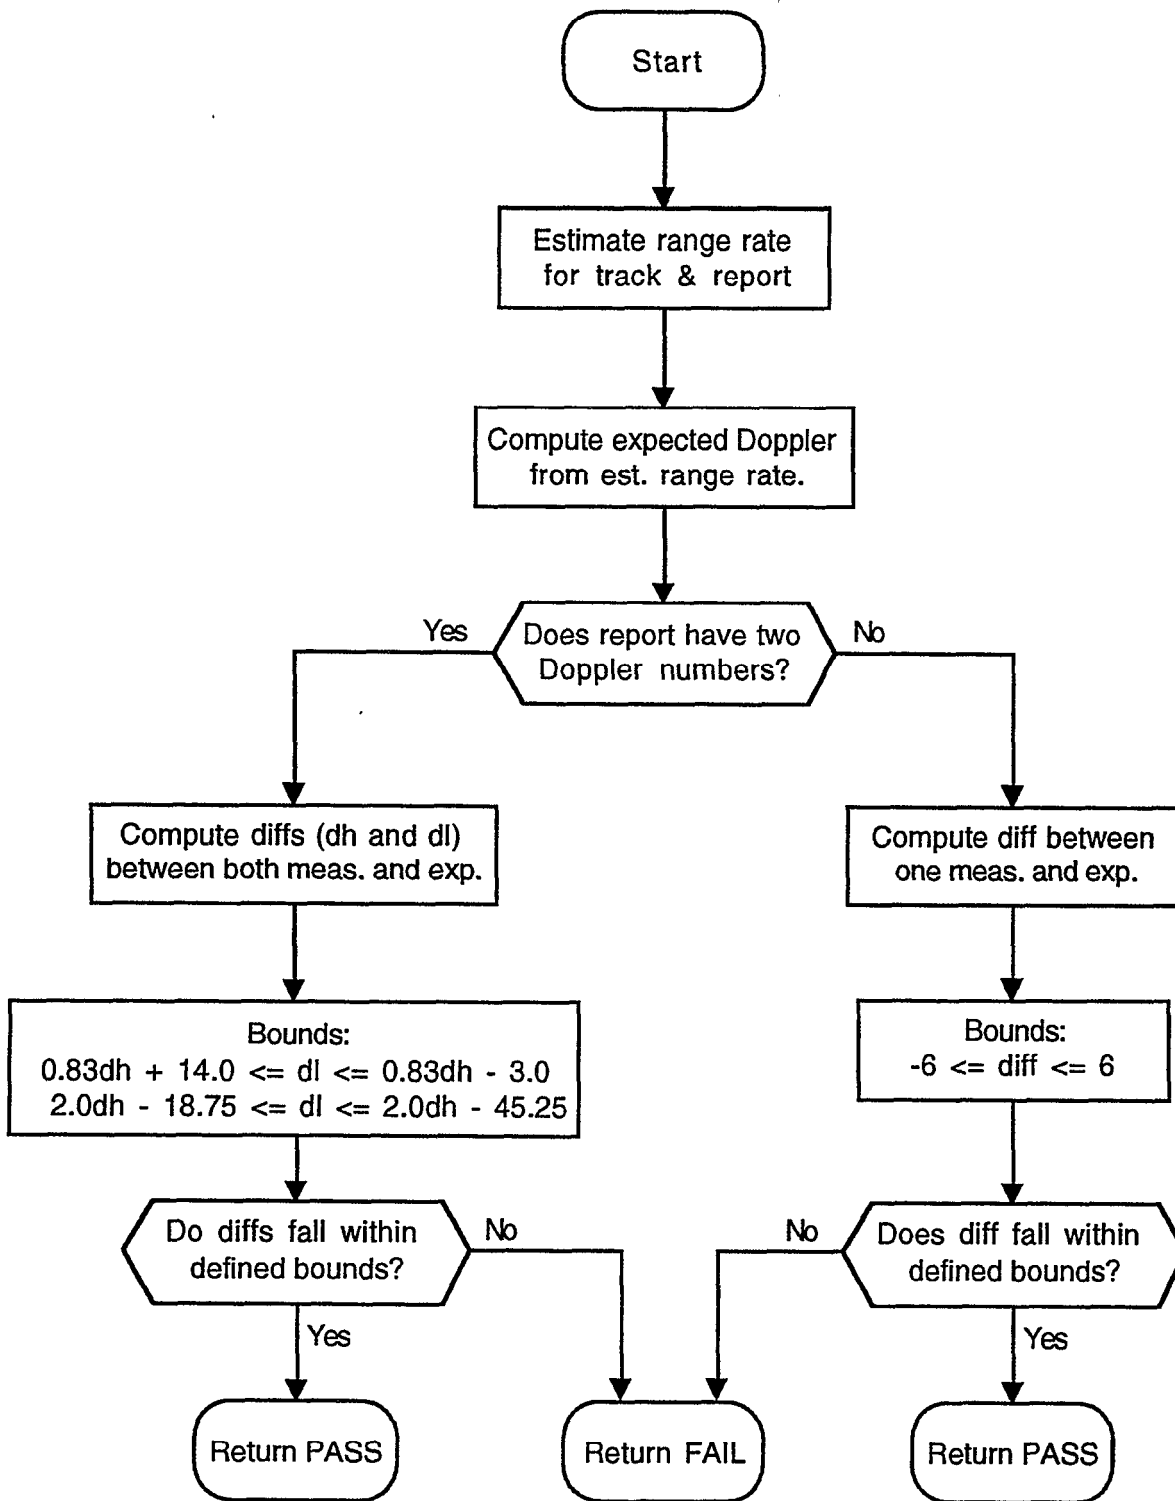 Start
Estimate range rate
for track & report
Compute expected Doppler
from est. range rate.
Does report have two
Doppler numbers?
Yes
No
Compute diffs (dh and dl)
between both meas. and exp.
Compute diff between
one meas. and exp.
Bounds:
0.83dh + 14.0 <= dl <= 0.83dh - 3.0
2.0dh - 18.75 <= dl <= 2.0dh - 45.25
Bounds:
-6 <= diff <= 6
Do diffs fall within
defined bounds?
No
Yes
No
Does diff fall within
defined bounds?
Yes
Return PASS
Return FAIL
Return PASS